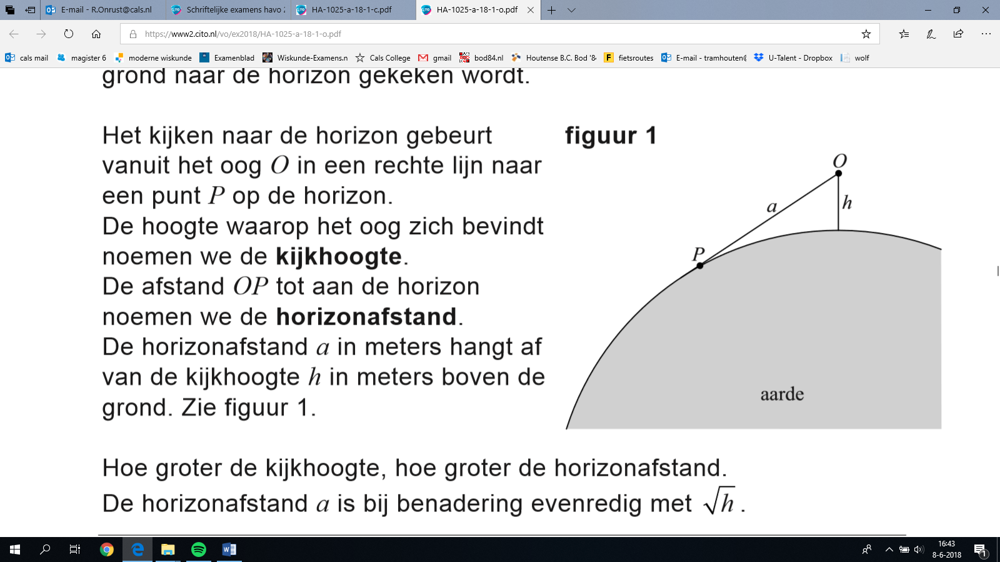 E-mail - R.Onrust@cals.nl
Schriftelijke examens havo 2
HA-1025-a-18-1-c.pdf
HA-1025-a-18-1-o.pdf
https://www2.cito.nl/vo/ex2018/HA-1025-a-18-1-o.pdf
cals mail
magister 6
moderne wiskunde
Examenblad
Wiskunde-Examens.n
Cals College
gmail
bod84.nl
Houtense B.C. Bod '84
fietsroutes
E-mail - tramhouten@
U-Talent - Dropbox
wolf
grond naar de horizon gekeken wordt.
Het kijken naar de horizon gebeurt
vanuit het oog O in een rechte lijn naar
een punt P op de horizon.
De hoogte waarop het oog zich bevindt
noemen we de kijkhoogte.
De afstand OP tot aan de horizon
noemen we de horizonafstand.
De horizonafstand a in meters hangt af
van de kijkhoogte h in meters boven de
grond. Zie figuur 1.
figuur 1
O
a
h
P
aarde
Hoe groter de kijkhoogte, hoe groter de horizonafstand.
De horizonafstand a is bij benadering evenredig met √h.
16:43
8-6-2018
1